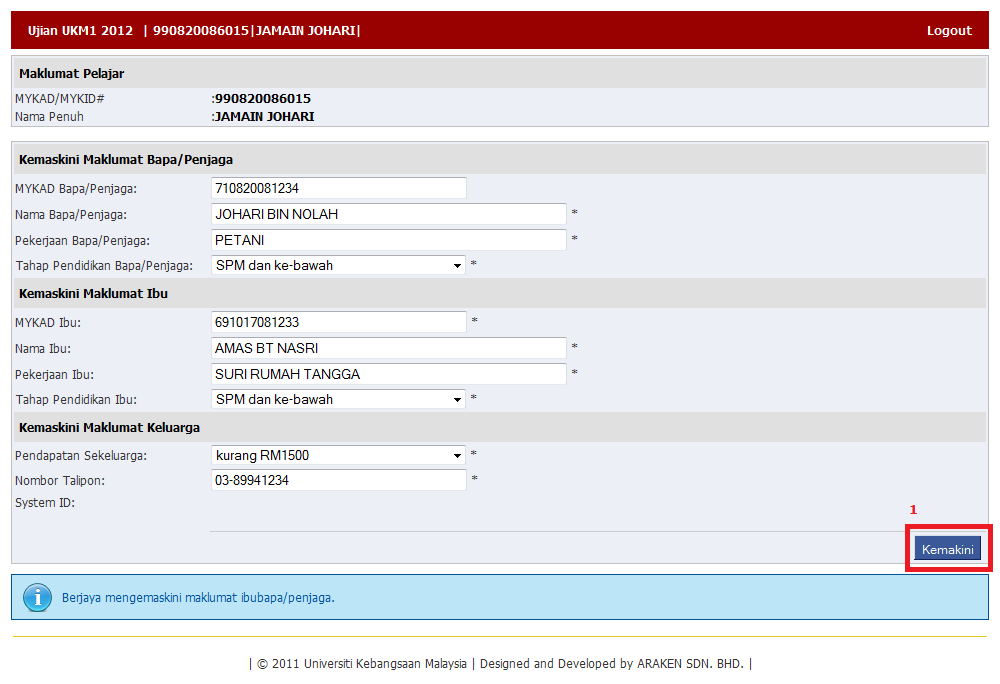 Ujian UKM1 2012 | 990820086015|JAMAIN JOHARI| Logout
Maklumat Pelajar
MYKAD/MYKID# :990820086015
Nama Penuh :JAMAIN JOHARI
Kemaskini Maklumat Bapa/Penjaga
MYKAD Bapa/Penjaga: 710820081234
Nama Bapa/Penjaga: JOHARI BIN NOLAH *
Pekerjaan Bapa/Penjaga: PETANI *
Tahap Pendidikan Bapa/Penjaga: SPM dan ke-bawah *
Kemaskini Maklumat Ibu
MYKAD Ibu: 691017081233 *
Nama Ibu: AMAS BT NASRI *
Pekerjaan Ibu: SURI RUMAH TANGGA *
Tahap Pendidikan Ibu: SPM dan ke-bawah *
Kemaskini Maklumat Keluarga
Pendapatan Sekeluarga: kurang RM1500 *
Nombor Talipon: 03-89941234 *
System ID:
1
Kemakini
i Berjaya mengemaskini maklumat ibubapa/penjaga.
| © 2011 Universiti Kebangsaan Malaysia | Designed and Developed by ARAKEN SDN. BHD. |